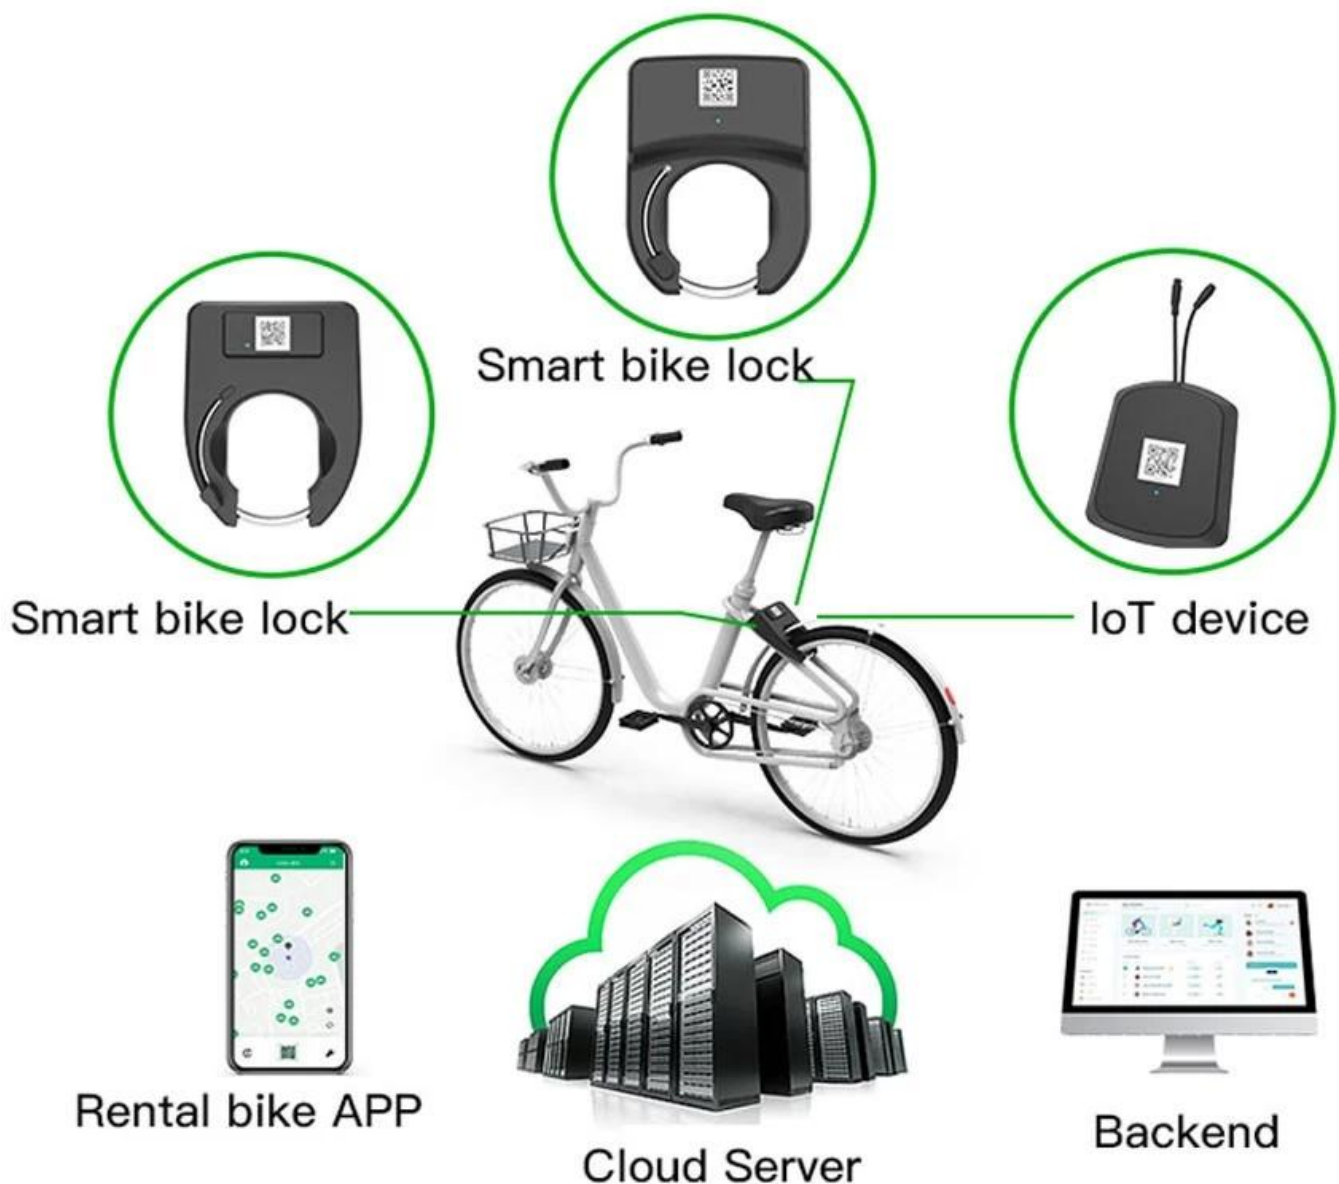 Smart bike lock
Smart bike lock
IoT device
Rental bike APP
Cloud Server
Backend